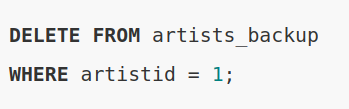 DELETE FROM artists_backup
WHERE artistid = 1;